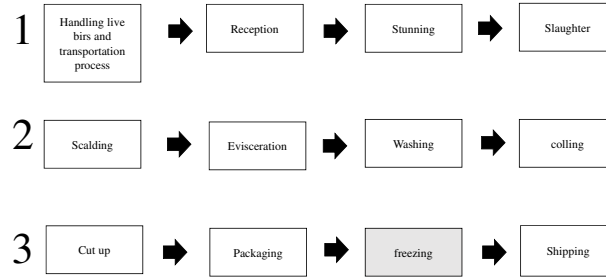 1
Handling live
birs and
transportation
process
Reception
Stunning
Slaughter
2
Scalding
Evisceration
Washing
colling
3
Cut up
Packaging
freezing
Shipping